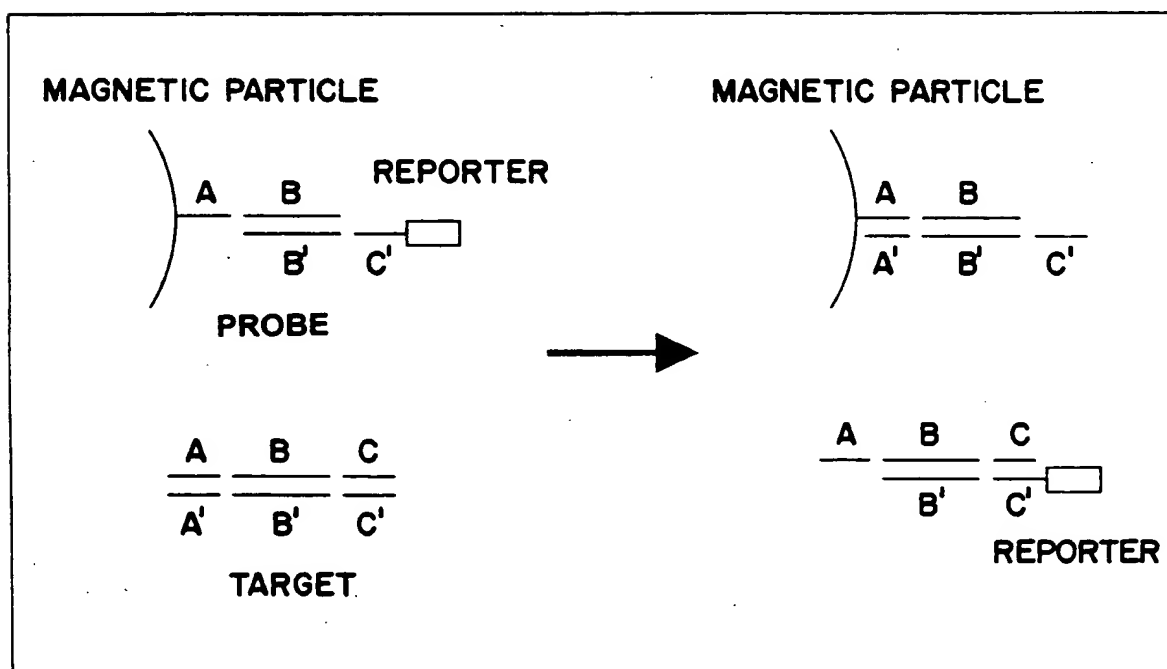 MAGNETIC PARTICLE
A B REPORTER
B' C'
PROBE
A B C
A' B' C'
TARGET
MAGNETIC PARTICLE
A B
A' B' C'
A B C
B' C'
REPORTER